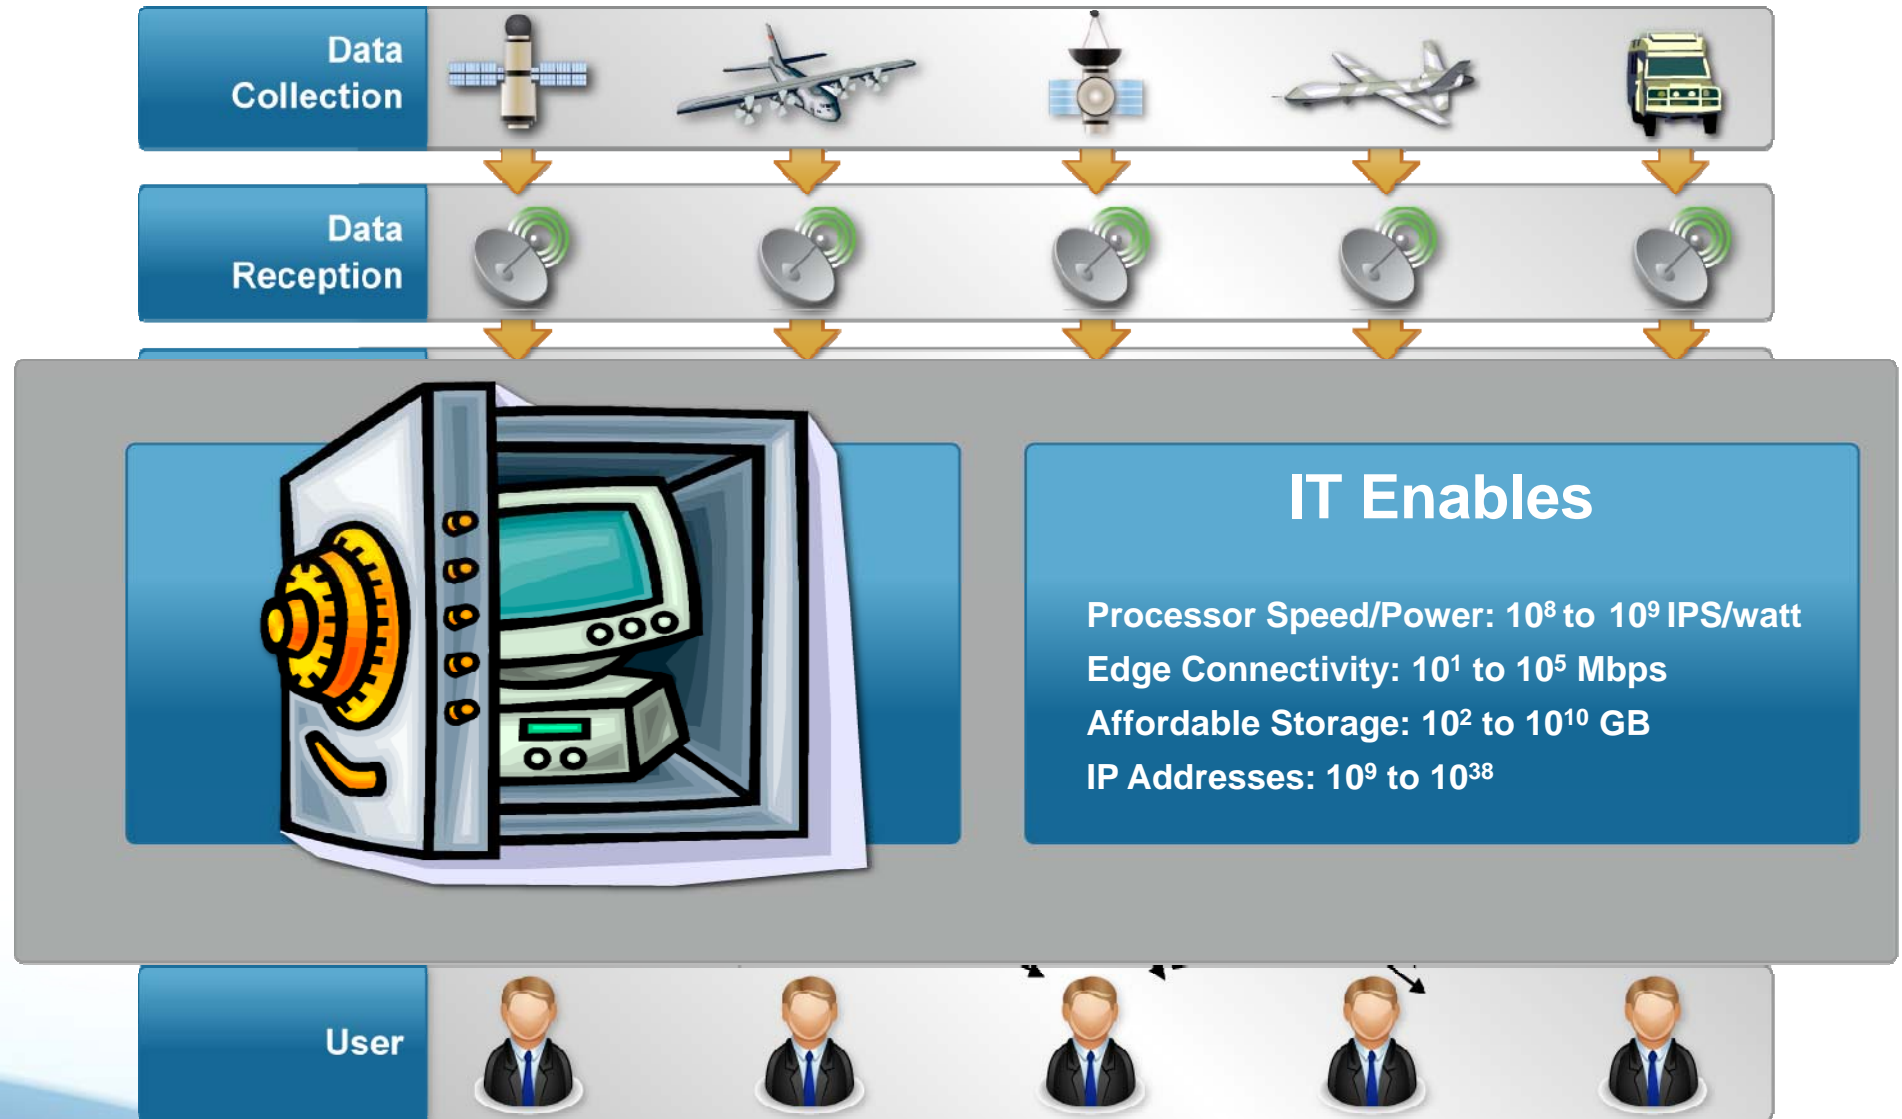 Data
Collection
Data
Reception
IT Enables
Processor Speed/Power: 10⁸ to 10⁹ IPS/watt
Edge Connectivity: 10¹ to 10⁵ Mbps
Affordable Storage: 10² to 10¹⁰ GB
IP Addresses: 10⁹ to 10³⁸
User